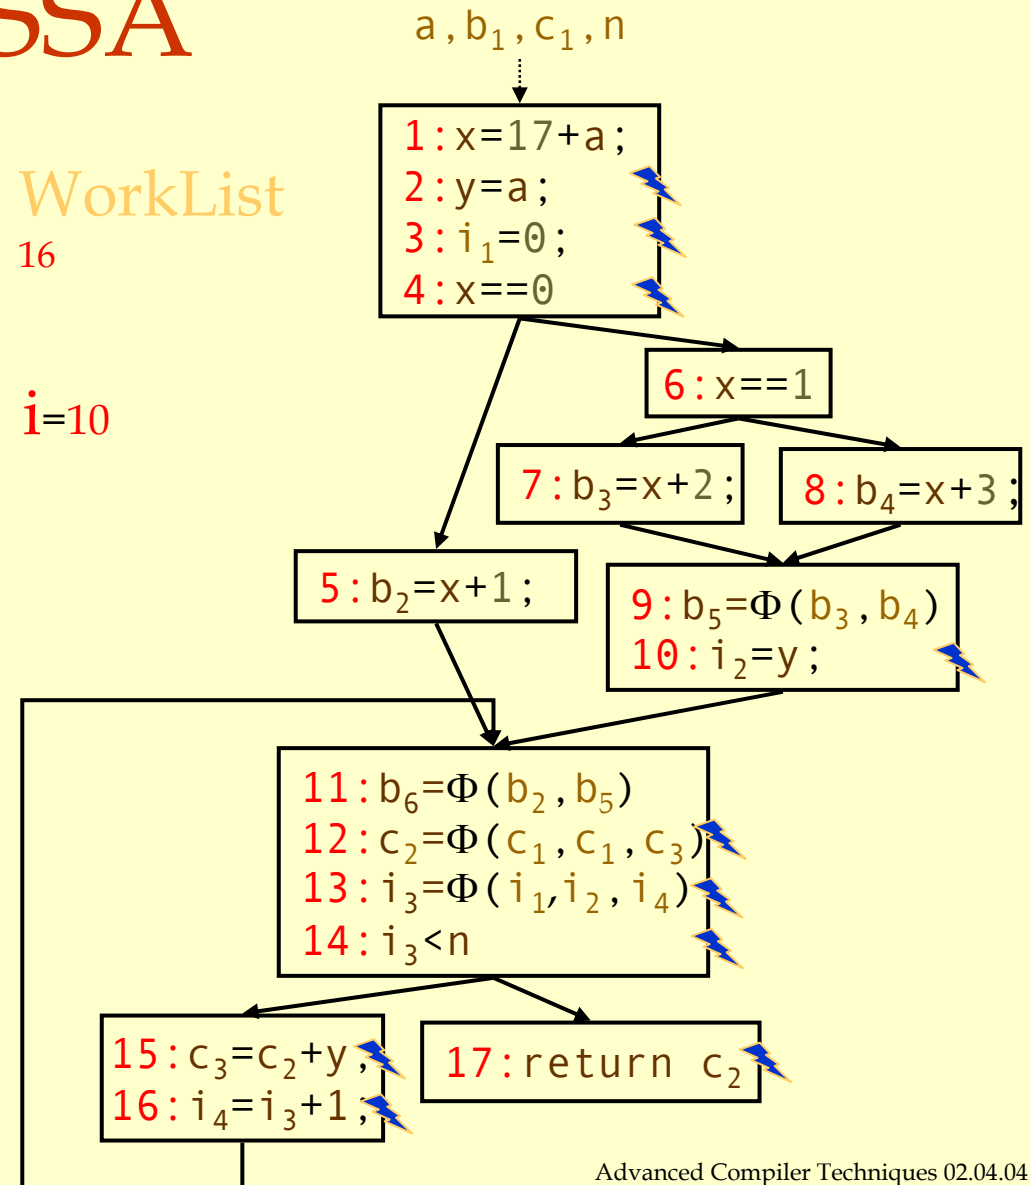 SSA
a,b₁,c₁,n
WorkList
16
i=10
1:x=17+a;
2:y=a;
3:i₁=0;
4:x==0
6:x==1
7:b₃=x+2;
8:b₄=x+3;
5:b₂=x+1;
9:b₅=Φ(b₃,b₄)
10:i₂=y;
11:b₆=Φ(b₂,b₅)
12:c₂=Φ(c₁,c₁,c₃)
13:i₃=Φ(i₁,i₂,i₄)
14:i₃<n
15:c₃=c₂+y;
16:i₄=i₃+1;
17:return c₂
Advanced Compiler Techniques 02.04.04